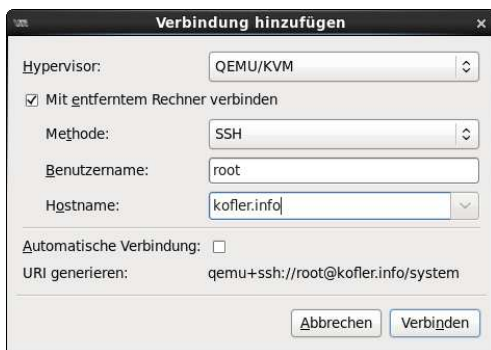 Verbindung hinzufügen
Hypervisor: QEMU/KVM
Mit entferntem Rechner verbinden
Methode: SSH
Benutzername: root
Hostname: kofler.info
Automatische Verbindung:
URI generieren: qemu+ssh://root@kofler.info/system
Abbrechen Verbinden